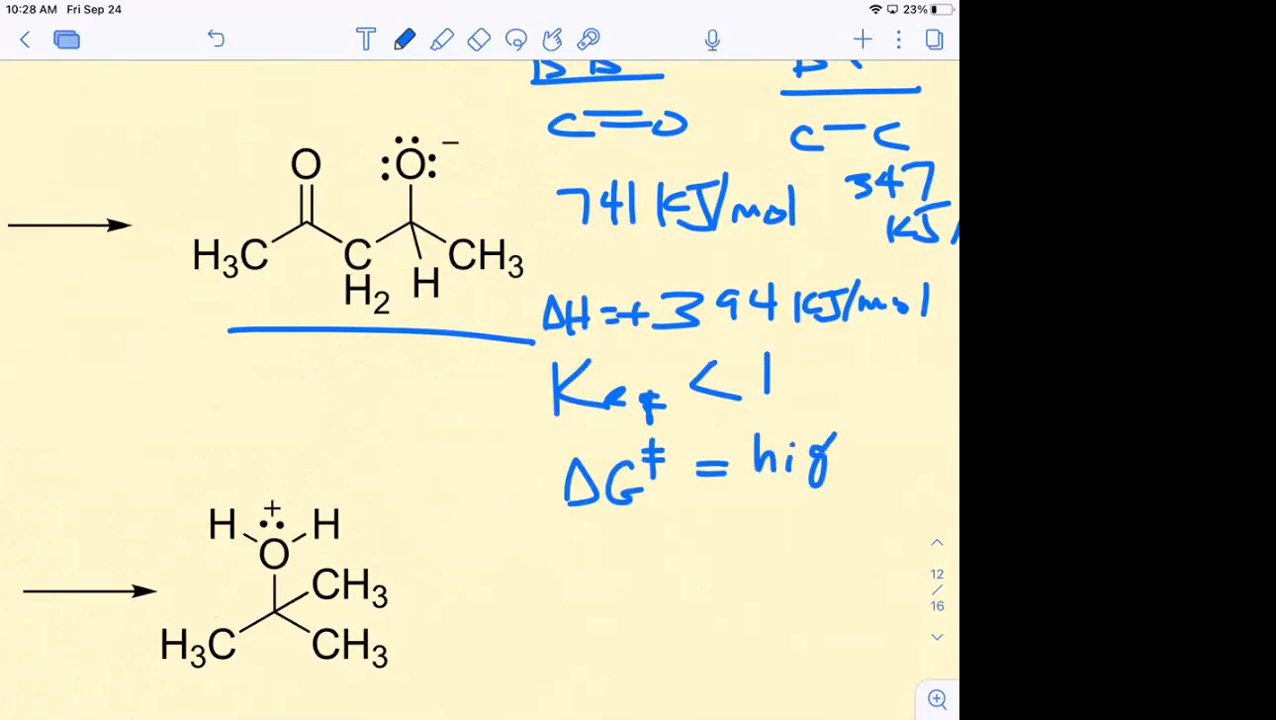 10:28 AM Fri Sep 24
23%
C=O
C-C
741 KJ/mol
347
KJ/
O
:Ö: −
H3C
C
H2
H
CH3
ΔH=+394 KJ/mol
Keq < 1
ΔG‡ = hig
+
H
H
O
CH3
H3C
CH3
12
/
16